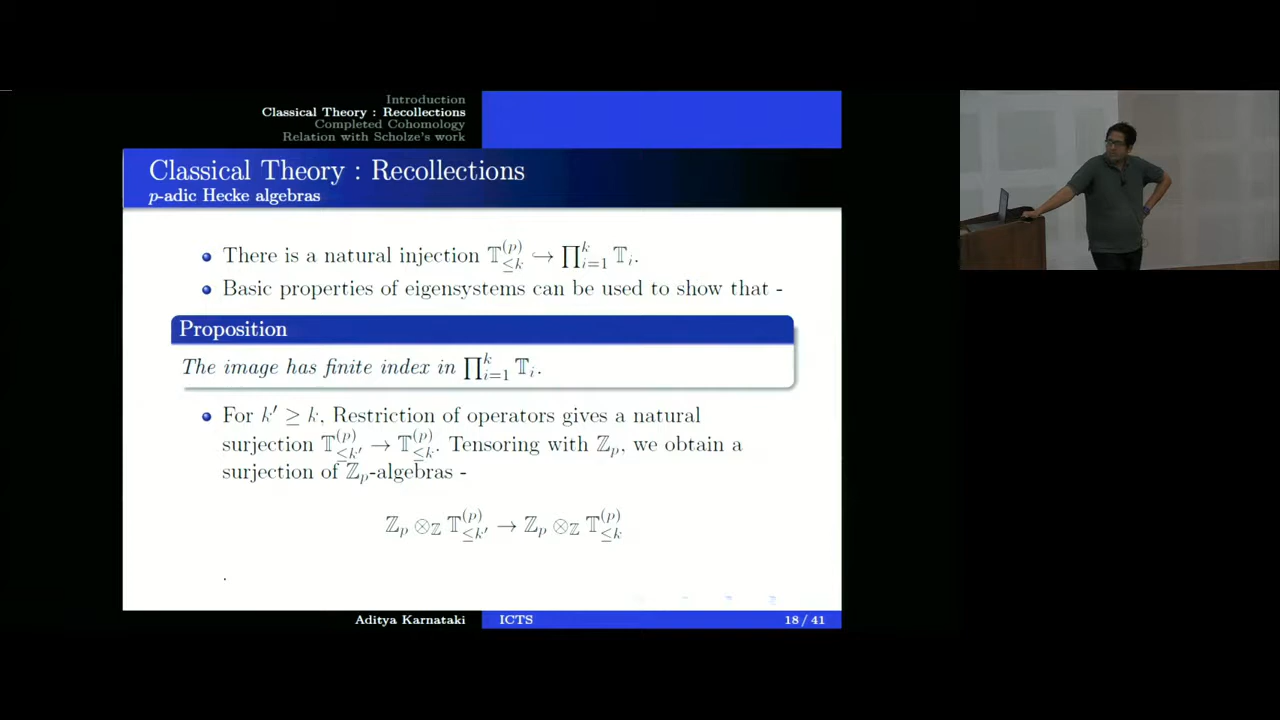 Introduction
Classical Theory : Recollections
Completed Cohomology
Relation with Scholze's work
Classical Theory : Recollections
p-adic Hecke algebras
There is a natural injection 𝕋^{(p)}_{≤k} ↪ ∏^k_{i=1} 𝕋_i.
Basic properties of eigensystems can be used to show that -
Proposition
The image has finite index in ∏^k_{i=1} 𝕋_i.
For k′ ≥ k, Restriction of operators gives a natural
surjection 𝕋^{(p)}_{≤k′} → 𝕋^{(p)}_{≤k}. Tensoring with ℤ_p, we obtain a
surjection of ℤ_p-algebras -
ℤ_p ⊗_ℤ 𝕋^{(p)}_{≤k′} → ℤ_p ⊗_ℤ 𝕋^{(p)}_{≤k}
.
Aditya Karnataki
ICTS
18 / 41